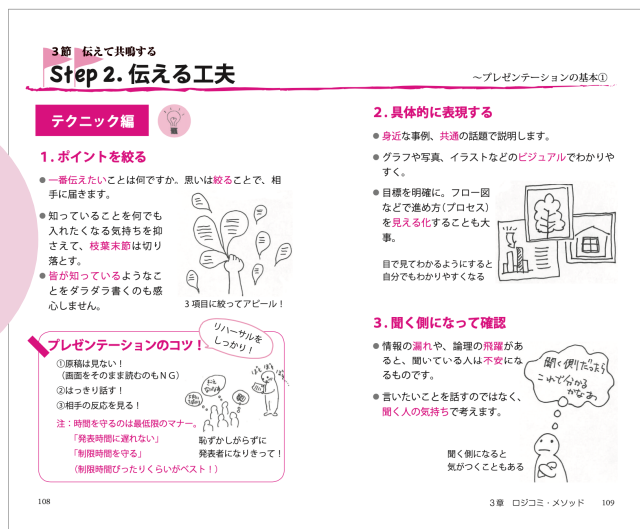 3節 伝えて共鳴する
Step 2. 伝える工夫
～プレゼンテーションの基本①
テクニック編
1. ポイントを絞る
● 一番伝えたいことは何ですか。思いは絞ることで、相
手に届きます。
● 知っていることを何でも
入れたくなる気持ちを抑
さえて、枝葉末節は切り
落とす。
● 皆が知っているようなこ
とをダラダラ書くのも感
心しません。
3項目に絞ってアピール！
プレゼンテーションのコツ！
リハーサルを
しっかり！
①原稿は見ない！
（画面をそのまま読むのもＮＧ）
②はっきり話す！
③相手の反応を見る！
注：時間を守るのは最低限のマナー。
「発表時間に遅れない」
「制限時間を守る」
（制限時間ぴったりくらいがベスト！）
恥ずかしがらずに
発表者になりきって！
108
2. 具体的に表現する
● 身近な事例、共通の話題で説明します。
● グラフや写真、イラストなどのビジュアルでわかりや
すく。
● 目標を明確に。フロー図
などで進め方（プロセス）
を見える化することも大
事。
目で見てわかるようにすると
自分でもわかりやすくなる
3. 聞く側になって確認
● 情報の漏れや、論理の飛躍があ
ると、聞いている人は不安にな
るものです。
● 言いたいことを話すのではなく、
聞く人の気持ちで考えます。
聞く側だったら
これで分かる
かなぁ
聞く側になると
気がつくこともある
3章 ロジコミ・メソッド 109